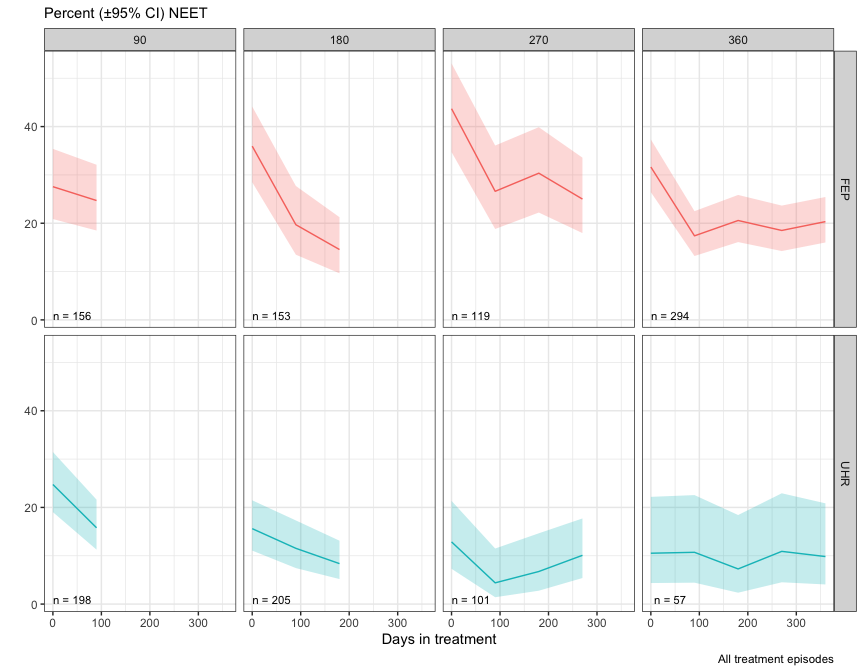 Percent (±95% CI) NEET
90 180 270 360
40
20
0
n = 156 n = 153 n = 119 n = 294
FEP
40
20
0
n = 198 n = 205 n = 101 n = 57
UHR
0 100 200 300 0 100 200 300 0 100 200 300 0 100 200 300
Days in treatment
All treatment episodes